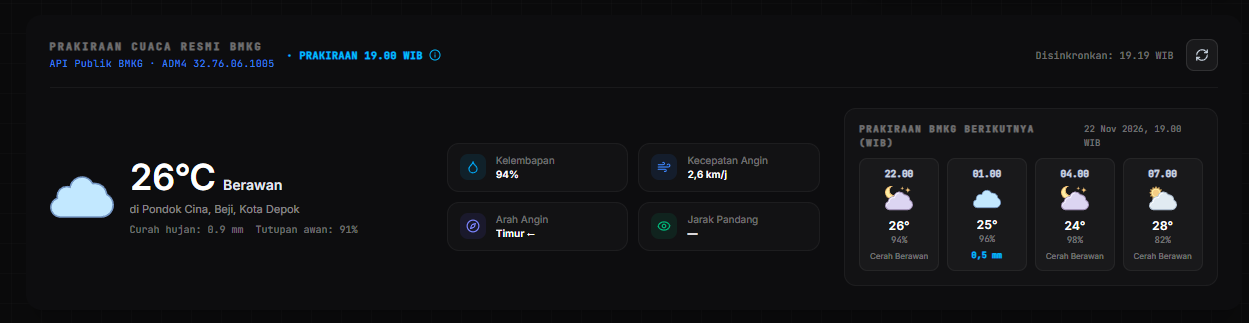 PRAKIRAAN CUACA RESMI BMKG
API Publik BMKG · ADM4 32.76.06.1005
• PRAKIRAAN 19.00 WIB
Disinkronkan: 19.19 WIB
26°C Berawan
di Pondok Cina, Beji, Kota Depok
Curah hujan: 0.9 mm Tutupan awan: 91%
Kelembapan
94%
Kecepatan Angin
2,6 km/j
Arah Angin
Timur ←
Jarak Pandang
—
PRAKIRAAN BMKG BERIKUTNYA
(WIB)
22 Nov 2026, 19.00
WIB
22.00
26°
94%
Cerah Berawan
01.00
25°
96%
0,5 mm
04.00
24°
98%
Cerah Berawan
07.00
28°
82%
Cerah Berawan